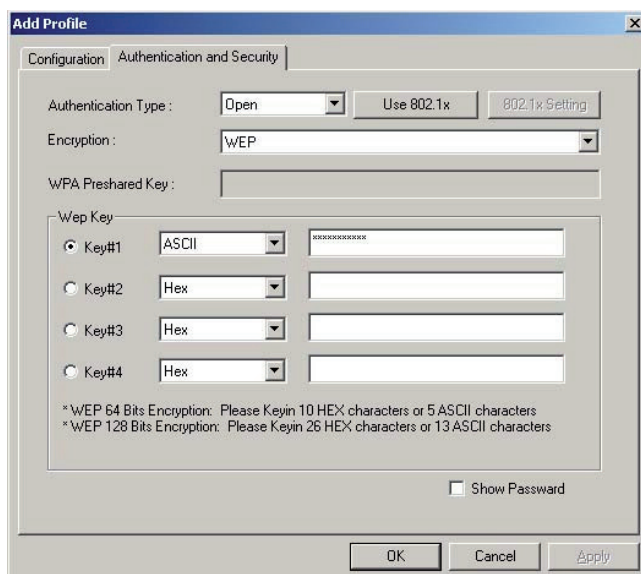 Add Profile
Configuration
Authentication and Security
Authentication Type :
Open
Use 802.1x
802.1x Setting
Encryption :
WEP
WPA Preshared Key :
Wep Key
Key#1
ASCII
***********
Key#2
Hex
Key#3
Hex
Key#4
Hex
* WEP 64 Bits Encryption: Please Keyin 10 HEX characters or 5 ASCII characters
* WEP 128 Bits Encryption: Please Keyin 26 HEX characters or 13 ASCII characters
Show Passward
OK
Cancel
Apply